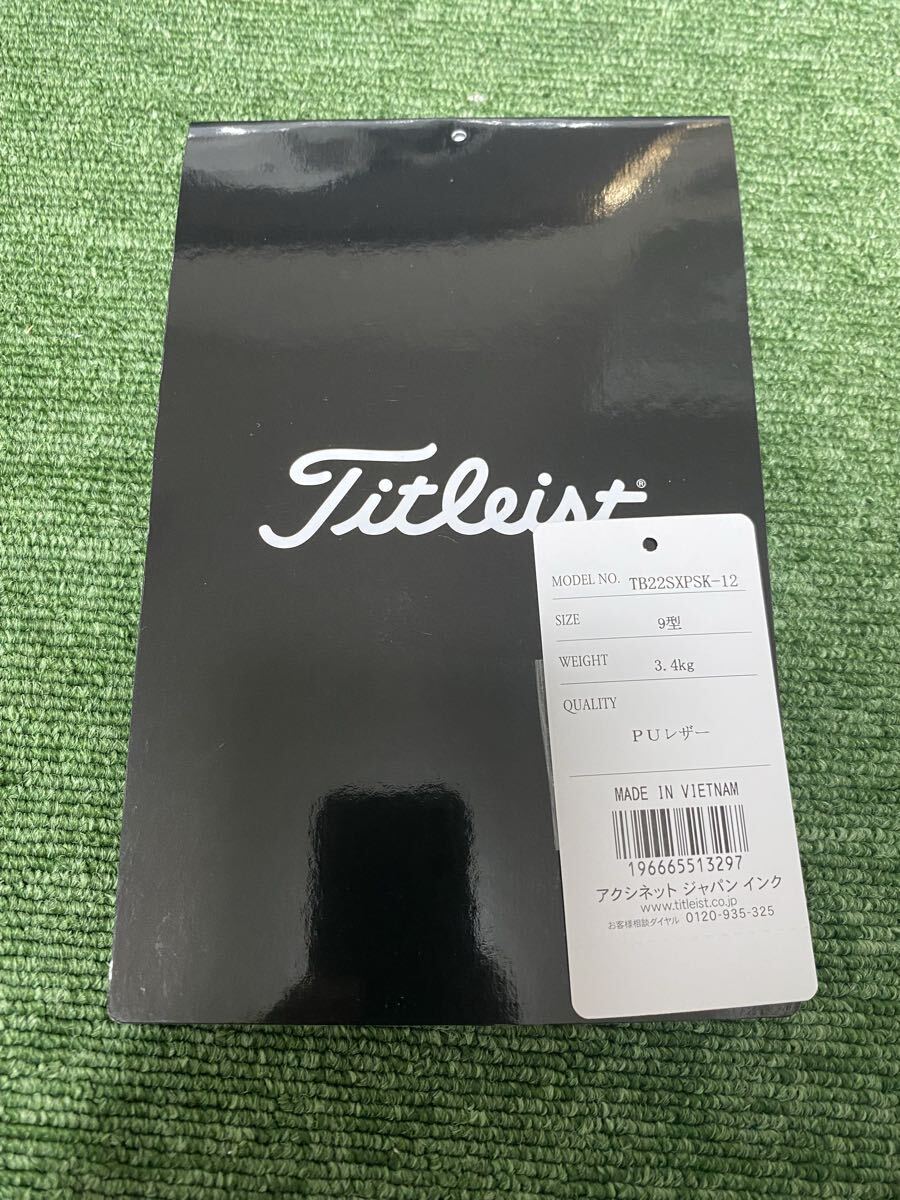 Titleist®
MODEL NO. TB22SXPSK-12
SIZE 9型
WEIGHT 3.4kg
QUALITY
PUレザー
MADE IN VIETNAM
196665513297
アクシネット ジャパン インク
www.titleist.co.jp
お客様相談ダイヤル 0120-935-325